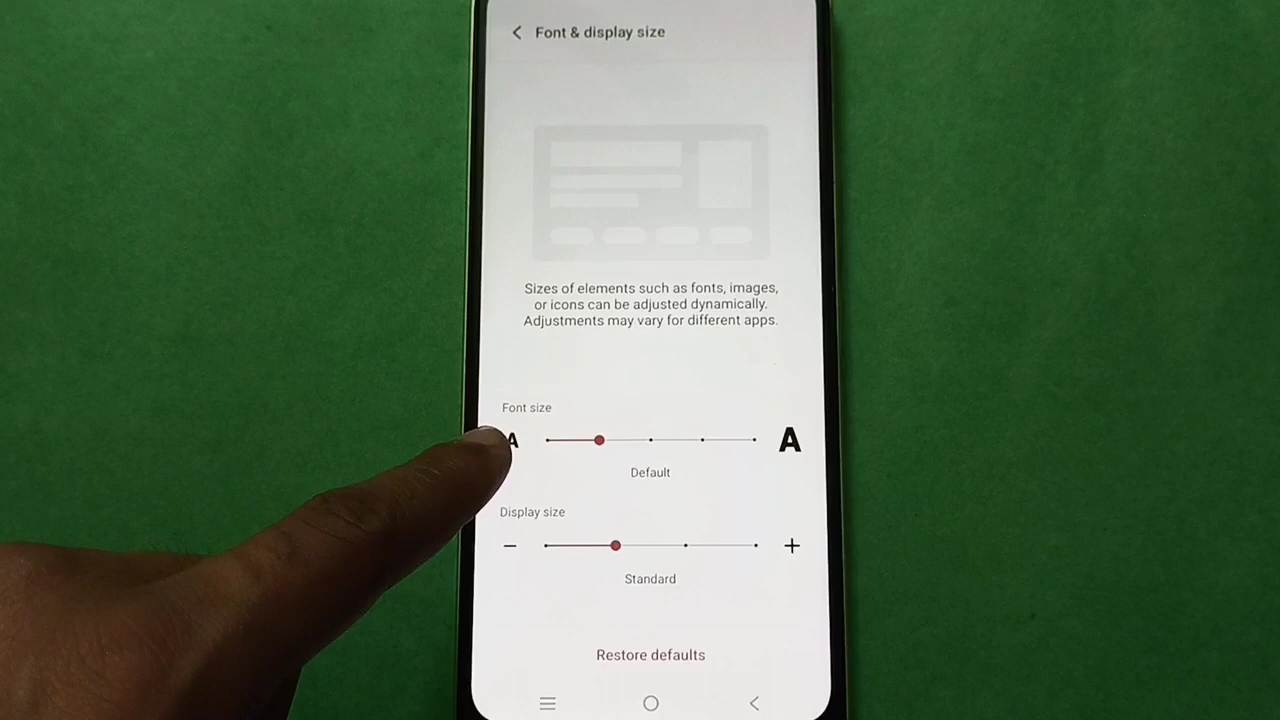 Font & display size
Sizes of elements such as fonts, images,
or icons can be adjusted dynamically.
Adjustments may vary for different apps.
Font size
A A
Default
Display size
Standard
Restore defaults